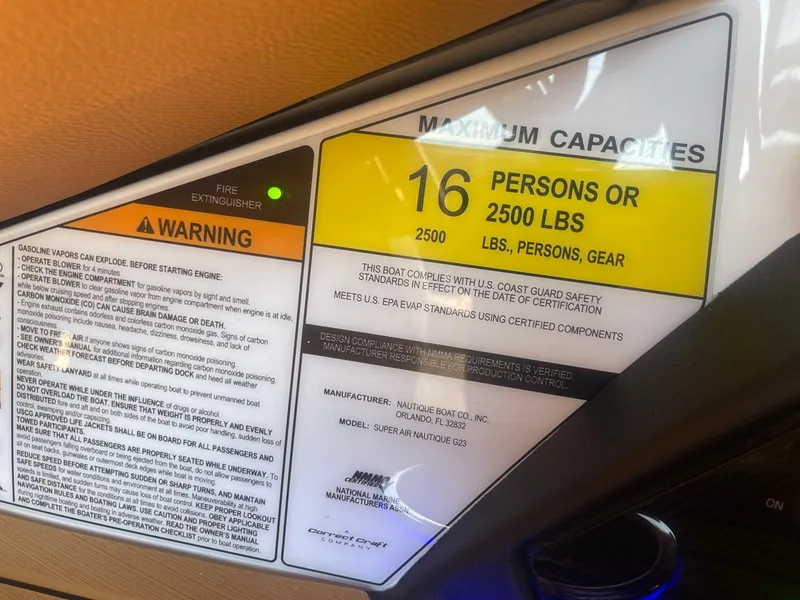 FIRE
EXTINGUISHER
WARNING
GASOLINE VAPORS CAN EXPLODE. BEFORE STARTING ENGINE:
- OPERATE BLOWER for 4 minutes
- CHECK THE ENGINE COMPARTMENT for gasoline vapors by sight and smell.
- OPERATE BLOWER to clear gasoline vapor from engine compartment when engine is at idle,
while below cruising speed and after stopping engines.
CARBON MONOXIDE (CO) CAN CAUSE BRAIN DAMAGE OR DEATH.
- Engine exhaust contains odorless and colorless carbon monoxide gas. Signs of carbon
monoxide poisoning include nausea, headache, dizziness, drowsiness, and lack of
consciousness.
- MOVE TO FRESH AIR if anyone shows signs of carbon monoxide poisoning.
- SEE OWNER'S MANUAL for additional information regarding carbon monoxide poisoning.
CHECK WEATHER FORECAST BEFORE DEPARTING DOCK and heed all weather
advisories.
WEAR SAFETY LANYARD at all times while operating boat to prevent unmanned boat
operation.
NEVER OPERATE WHILE UNDER THE INFLUENCE of drugs or alcohol.
DO NOT OVERLOAD THE BOAT. ENSURE THAT WEIGHT IS PROPERLY AND EVENLY
DISTRIBUTED fore and aft and on both sides of the boat to avoid poor handling, sudden loss of
control, swamping and/or capsizing.
USCG APPROVED LIFE JACKETS SHALL BE ON BOARD FOR ALL PASSENGERS AND
TOWED PARTICIPANTS.
MAKE SURE THAT ALL PASSENGERS ARE PROPERLY SEATED WHILE UNDERWAY. To
avoid passengers falling overboard or being ejected from the boat, do not allow passengers to
sit on seat backs, gunwales or outermost deck edges while boat is moving.
REDUCE SPEED BEFORE ATTEMPTING SUDDEN OR SHARP TURNS, AND MAINTAIN
SAFE SPEEDS for water conditions and environment at all times. Maneuverability at high
speeds is limited, and sudden turns may cause loss of boat control. KEEP PROPER LOOKOUT
AND SAFE DISTANCE for the conditions at all times to avoid collisions. OBEY APPLICABLE
NAVIGATION RULES AND BOATING LAWS. USE CAUTION AND PROPER LIGHTING
during nighttime boating and boating in adverse weather. READ THE OWNER'S MANUAL
AND COMPLETE THE BOATER'S PRE-OPERATION CHECKLIST prior to boat operation.
MAXIMUM CAPACITIES
16 PERSONS OR
2500 LBS
2500 LBS., PERSONS, GEAR
THIS BOAT COMPLIES WITH U.S. COAST GUARD SAFETY
STANDARDS IN EFFECT ON THE DATE OF CERTIFICATION
MEETS U.S. EPA EVAP STANDARDS USING CERTIFIED COMPONENTS
DESIGN COMPLIANCE WITH NMMA REQUIREMENTS IS VERIFIED.
MANUFACTURER RESPONSIBLE FOR PRODUCTION CONTROL.
MANUFACTURER: NAUTIQUE BOAT CO., INC.
ORLANDO, FL 32832
MODEL: SUPER AIR NAUTIQUE G23
NMMA
CERTIFIED
NATIONAL MARINE
MANUFACTURERS ASSN.
A
Correct Craft
COMPANY
ON